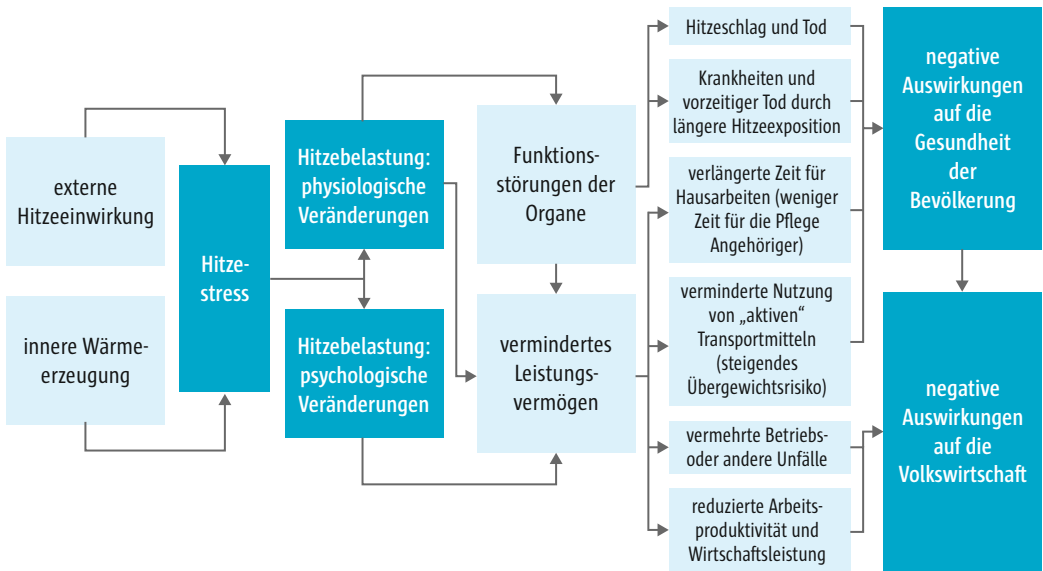 externe
Hitzeeinwirkung
innere Wärme-
erzeugung
Hitze-
stress
Hitzebelastung:
physiologische
Veränderungen
Hitzebelastung:
psychologische
Veränderungen
Funktions-
störungen der
Organe
vermindertes
Leistungs-
vermögen
Hitzeschlag und Tod
Krankheiten und
vorzeitiger Tod durch
längere Hitzeexposition
verlängerte Zeit für
Hausarbeiten (weniger
Zeit für die Pflege
Angehöriger)
verminderte Nutzung
von „aktiven“
Transportmitteln
(steigendes
Übergewichtsrisiko)
vermehrte Betriebs-
oder andere Unfälle
reduzierte Arbeits-
produktivität und
Wirtschaftsleistung
negative
Auswirkungen
auf die
Gesundheit
der
Bevölkerung
negative
Auswirkungen
auf die
Volkswirtschaft